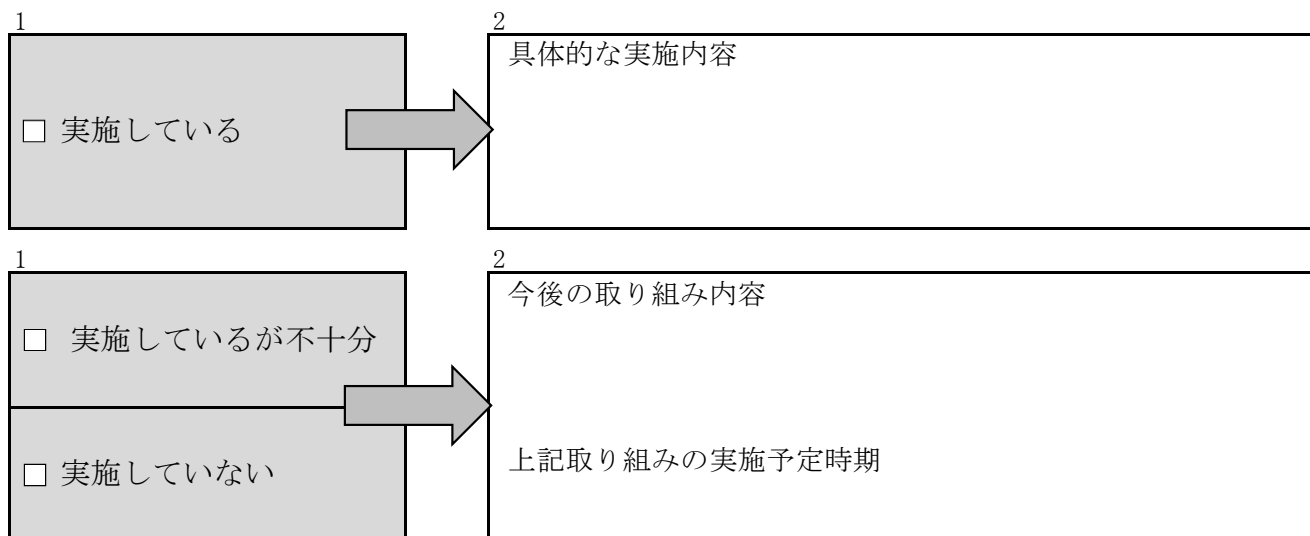 1
2
□ 実施している
具体的な実施内容
1
2
□ 実施しているが不十分
今後の取り組み内容
□ 実施していない
上記取り組みの実施予定時期